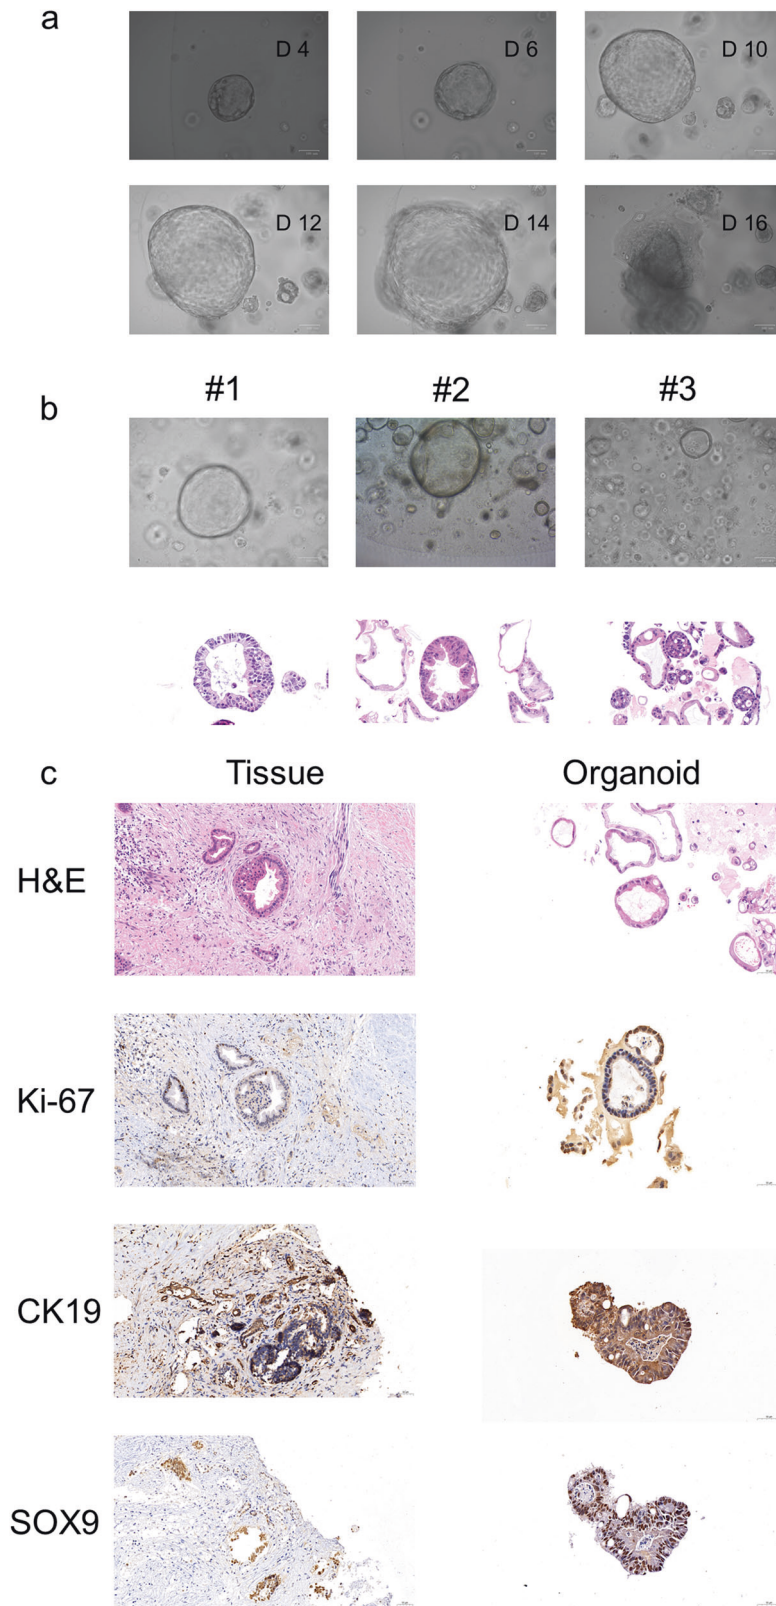 a
D 4
D 6
D 10
D 12
D 14
D 16
b
#1
#2
#3
c
Tissue
Organoid
H&E
Ki-67
CK19
SOX9